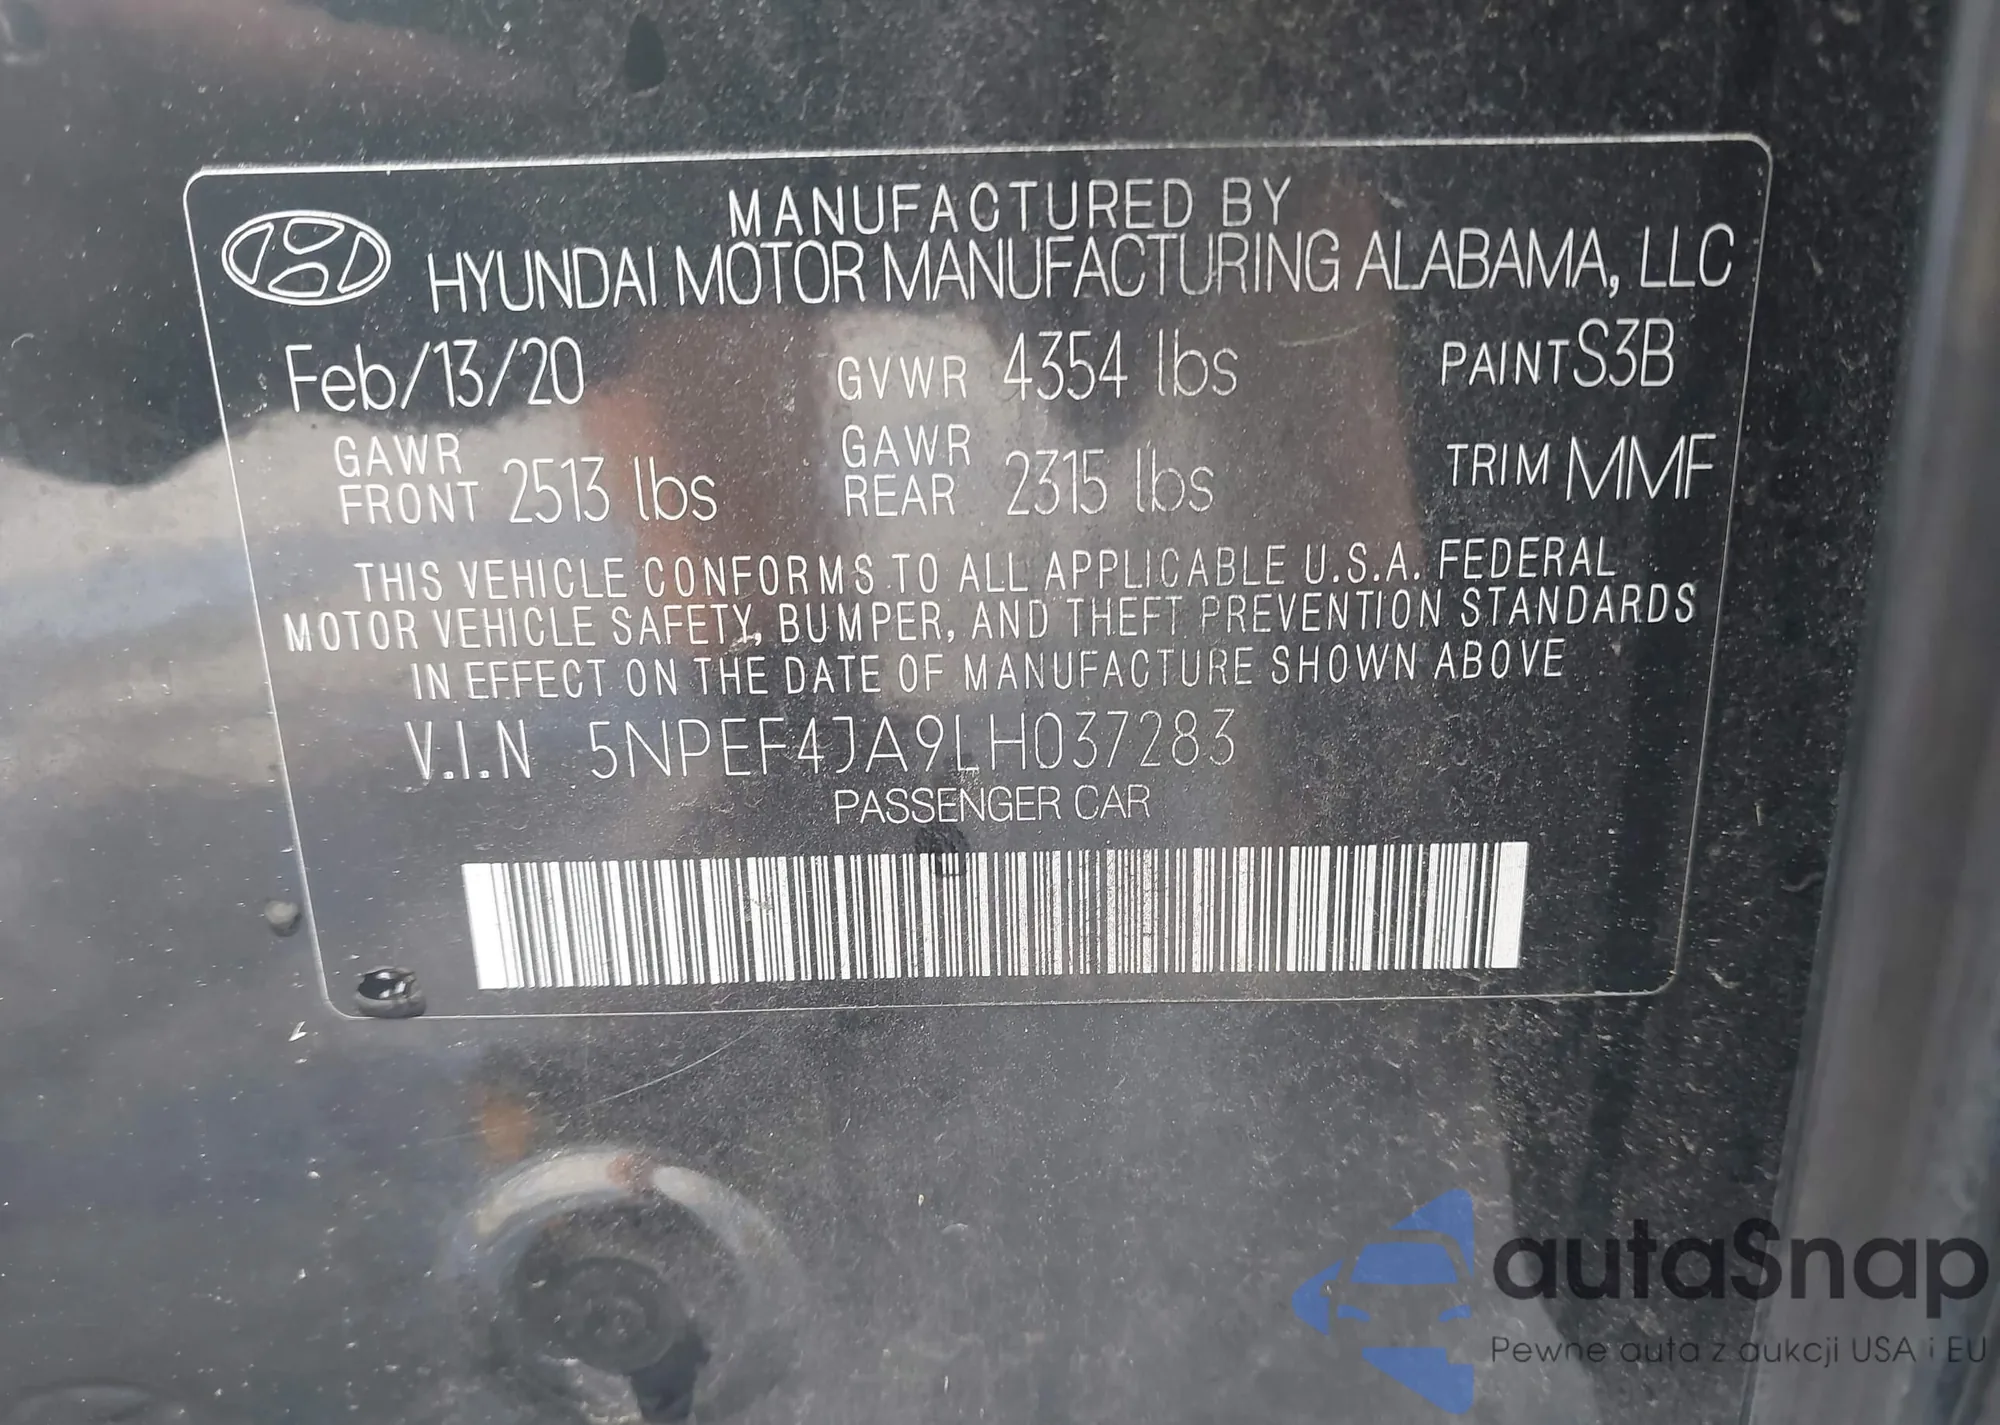 MANUFACTURED BY
HYUNDAI MOTOR MANUFACTURING ALABAMA, LLC
Feb/13/20 GVWR 4354 lbs PAINT S3B
GAWR FRONT 2513 lbs GAWR REAR 2315 lbs TRIM MMF
THIS VEHICLE CONFORMS TO ALL APPLICABLE U.S.A. FEDERAL
MOTOR VEHICLE SAFETY, BUMPER, AND THEFT PREVENTION STANDARDS
IN EFFECT ON THE DATE OF MANUFACTURE SHOWN ABOVE
V.I.N 5NPEF4JA9LH037283
PASSENGER CAR
autaSnap
Pewne auta z aukcji USA i EU